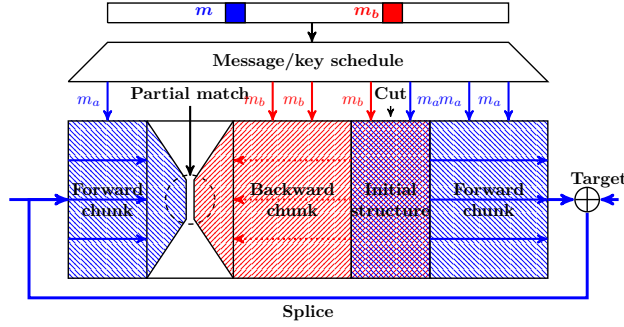 m m_b
Message/key schedule
m_a Partial match m_b m_b m_b Cut m_a m_a m_a
Forward chunk
Backward chunk
Initial structure
Forward chunk
Target
Splice